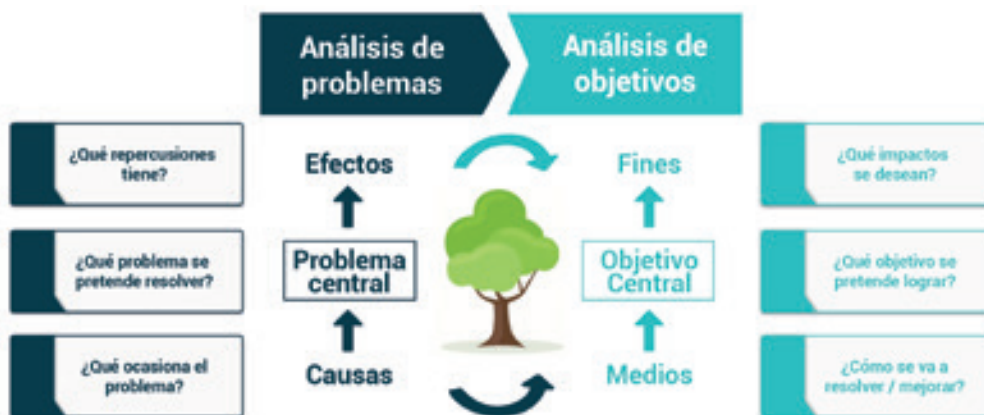 Análisis de
problemas
Análisis de
objetivos
¿Qué repercusiones
tiene?
Efectos
Fines
¿Qué impactos
se desean?
¿Qué problema se
pretende resolver?
Problema
central
Objetivo
Central
¿Qué objetivo se
pretende lograr?
¿Qué ocasiona el
problema?
Causas
Medios
¿Cómo se va a
resolver / mejorar?